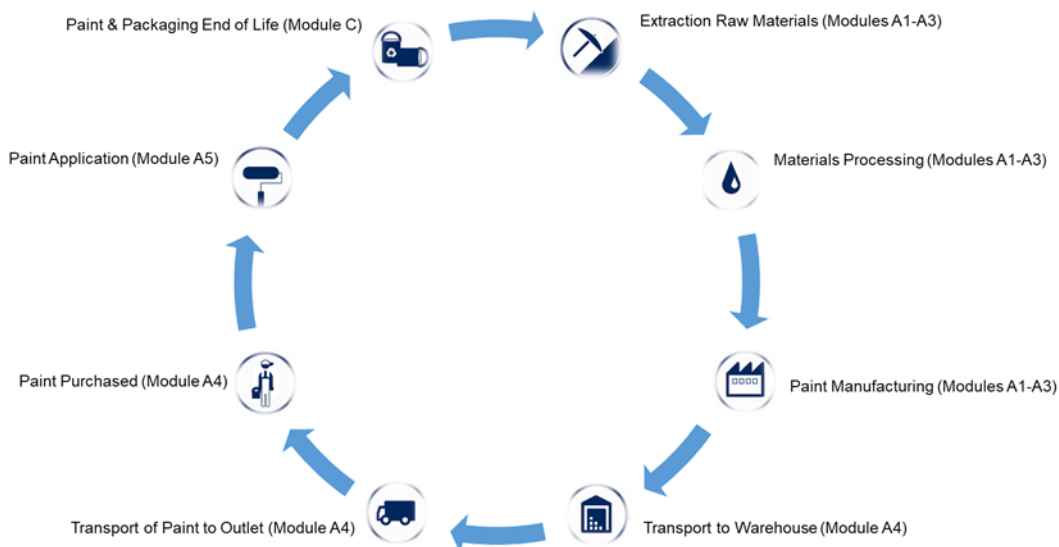 Paint & Packaging End of Life (Module C)
Extraction Raw Materials (Modules A1-A3)
Paint Application (Module A5)
Materials Processing (Modules A1-A3)
Paint Purchased (Module A4)
Paint Manufacturing (Modules A1-A3)
Transport of Paint to Outlet (Module A4)
Transport to Warehouse (Module A4)